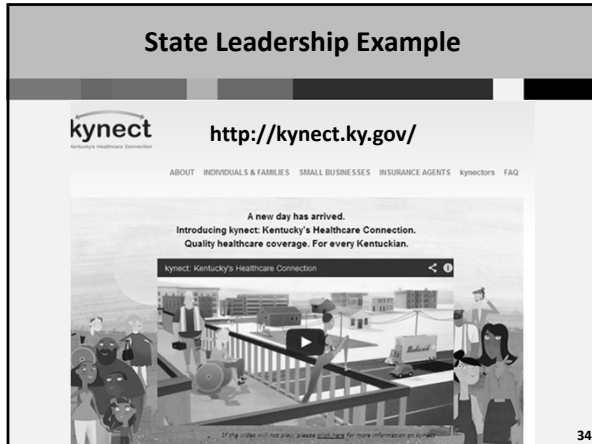 State Leadership Example
kynect
Kentucky's Healthcare Connection
http://kynect.ky.gov/
ABOUT INDIVIDUALS & FAMILIES SMALL BUSINESSES INSURANCE AGENTS kynectors FAQ
A new day has arrived.
Introducing kynect: Kentucky's Healthcare Connection.
Quality healthcare coverage. For every Kentuckian.
kynect: Kentucky's Healthcare Connection
Medicaid
If the video will not play, please click here for more information on kynect
34